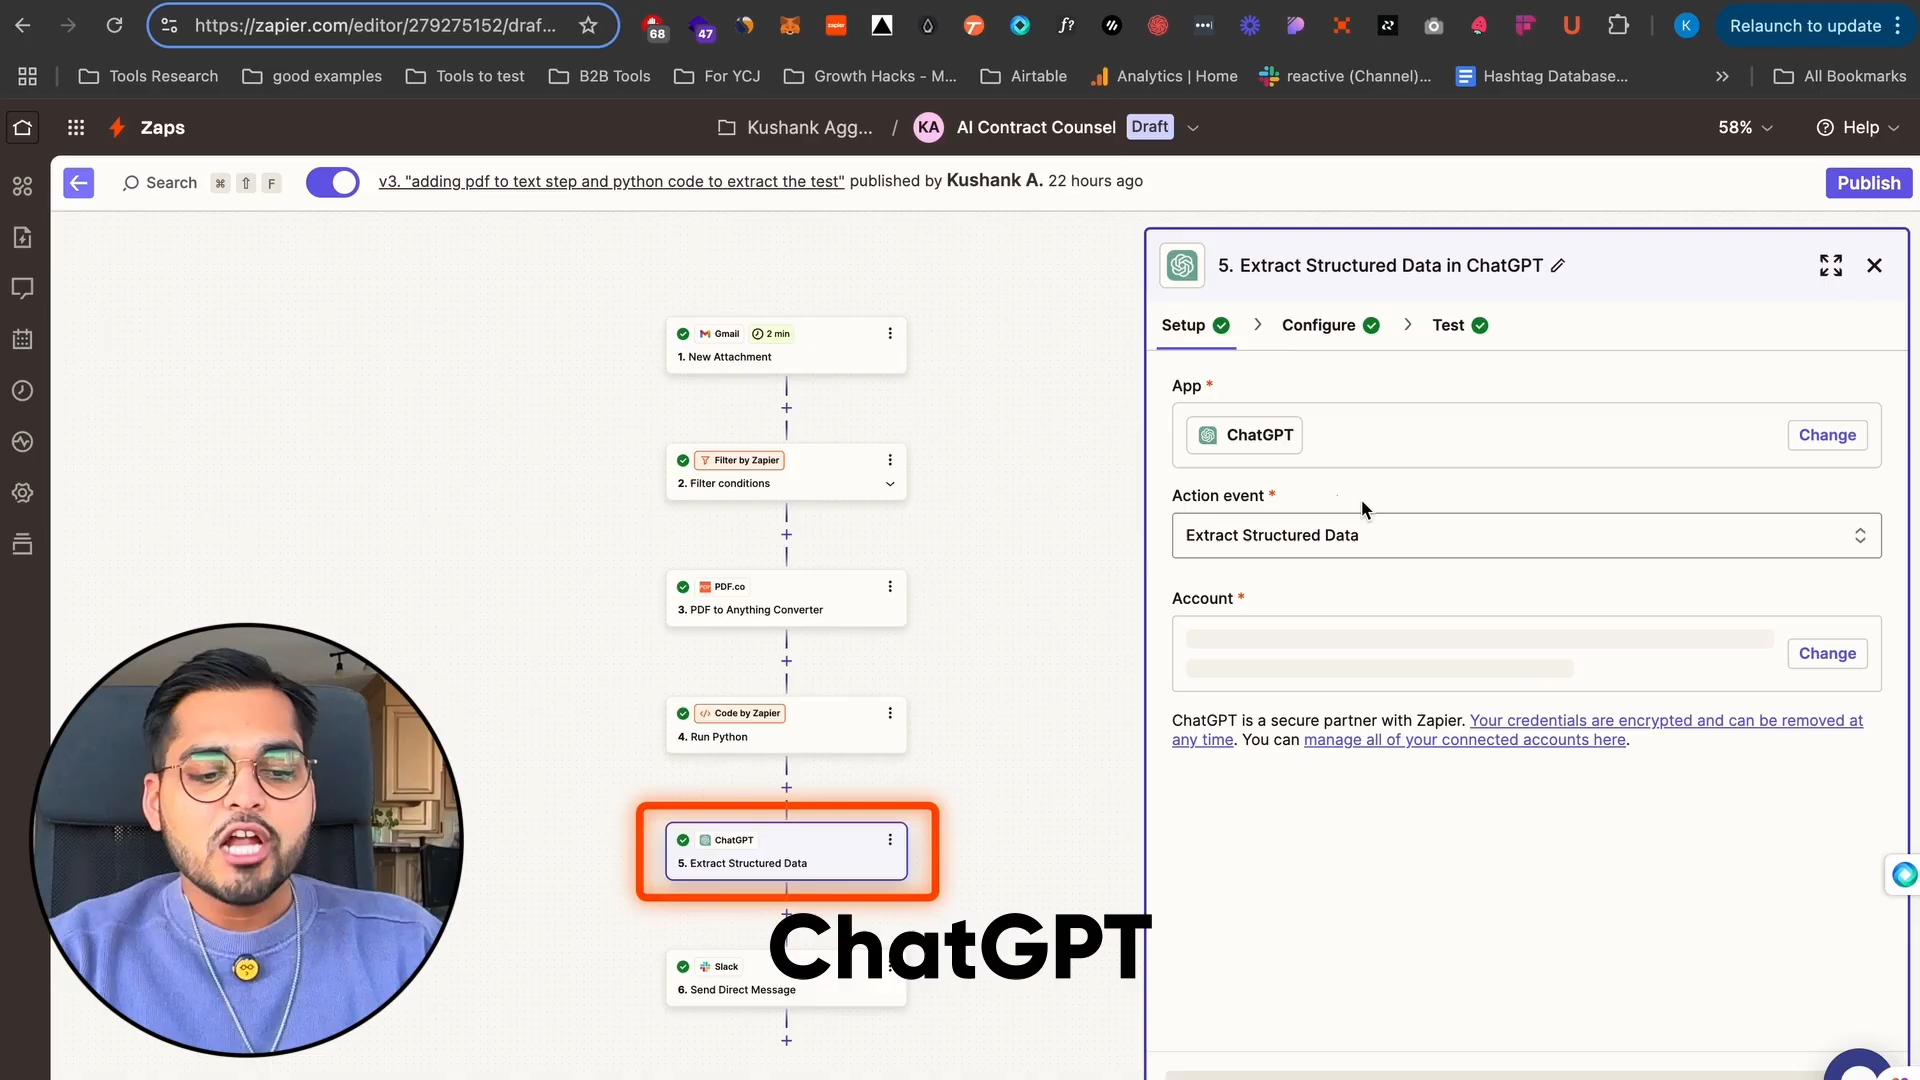 https://zapier.com/editor/279275152/draf...
68
47
f?
K
Relaunch to update
Tools Research
good examples
Tools to test
B2B Tools
For YCJ
Growth Hacks - M...
Airtable
Analytics | Home
reactive (Channel)...
Hashtag Database...
All Bookmarks
Zaps
Kushank Agg...
/
KA
AI Contract Counsel
Draft
58%
Help
Search
⌘ ⇧ F
v3. "adding pdf to text step and python code to extract the test" published by Kushank A. 22 hours ago
Publish
Gmail
2 min
1. New Attachment
Filter by Zapier
2. Filter conditions
PDF.co
3. PDF to Anything Converter
Code by Zapier
4. Run Python
ChatGPT
5. Extract Structured Data
Slack
6. Send Direct Message
ChatGPT
5. Extract Structured Data in ChatGPT
Setup
Configure
Test
App *
ChatGPT
Change
Action event *
Extract Structured Data
Account *
Change
ChatGPT is a secure partner with Zapier. Your credentials are encrypted and can be removed at
any time. You can manage all of your connected accounts here.